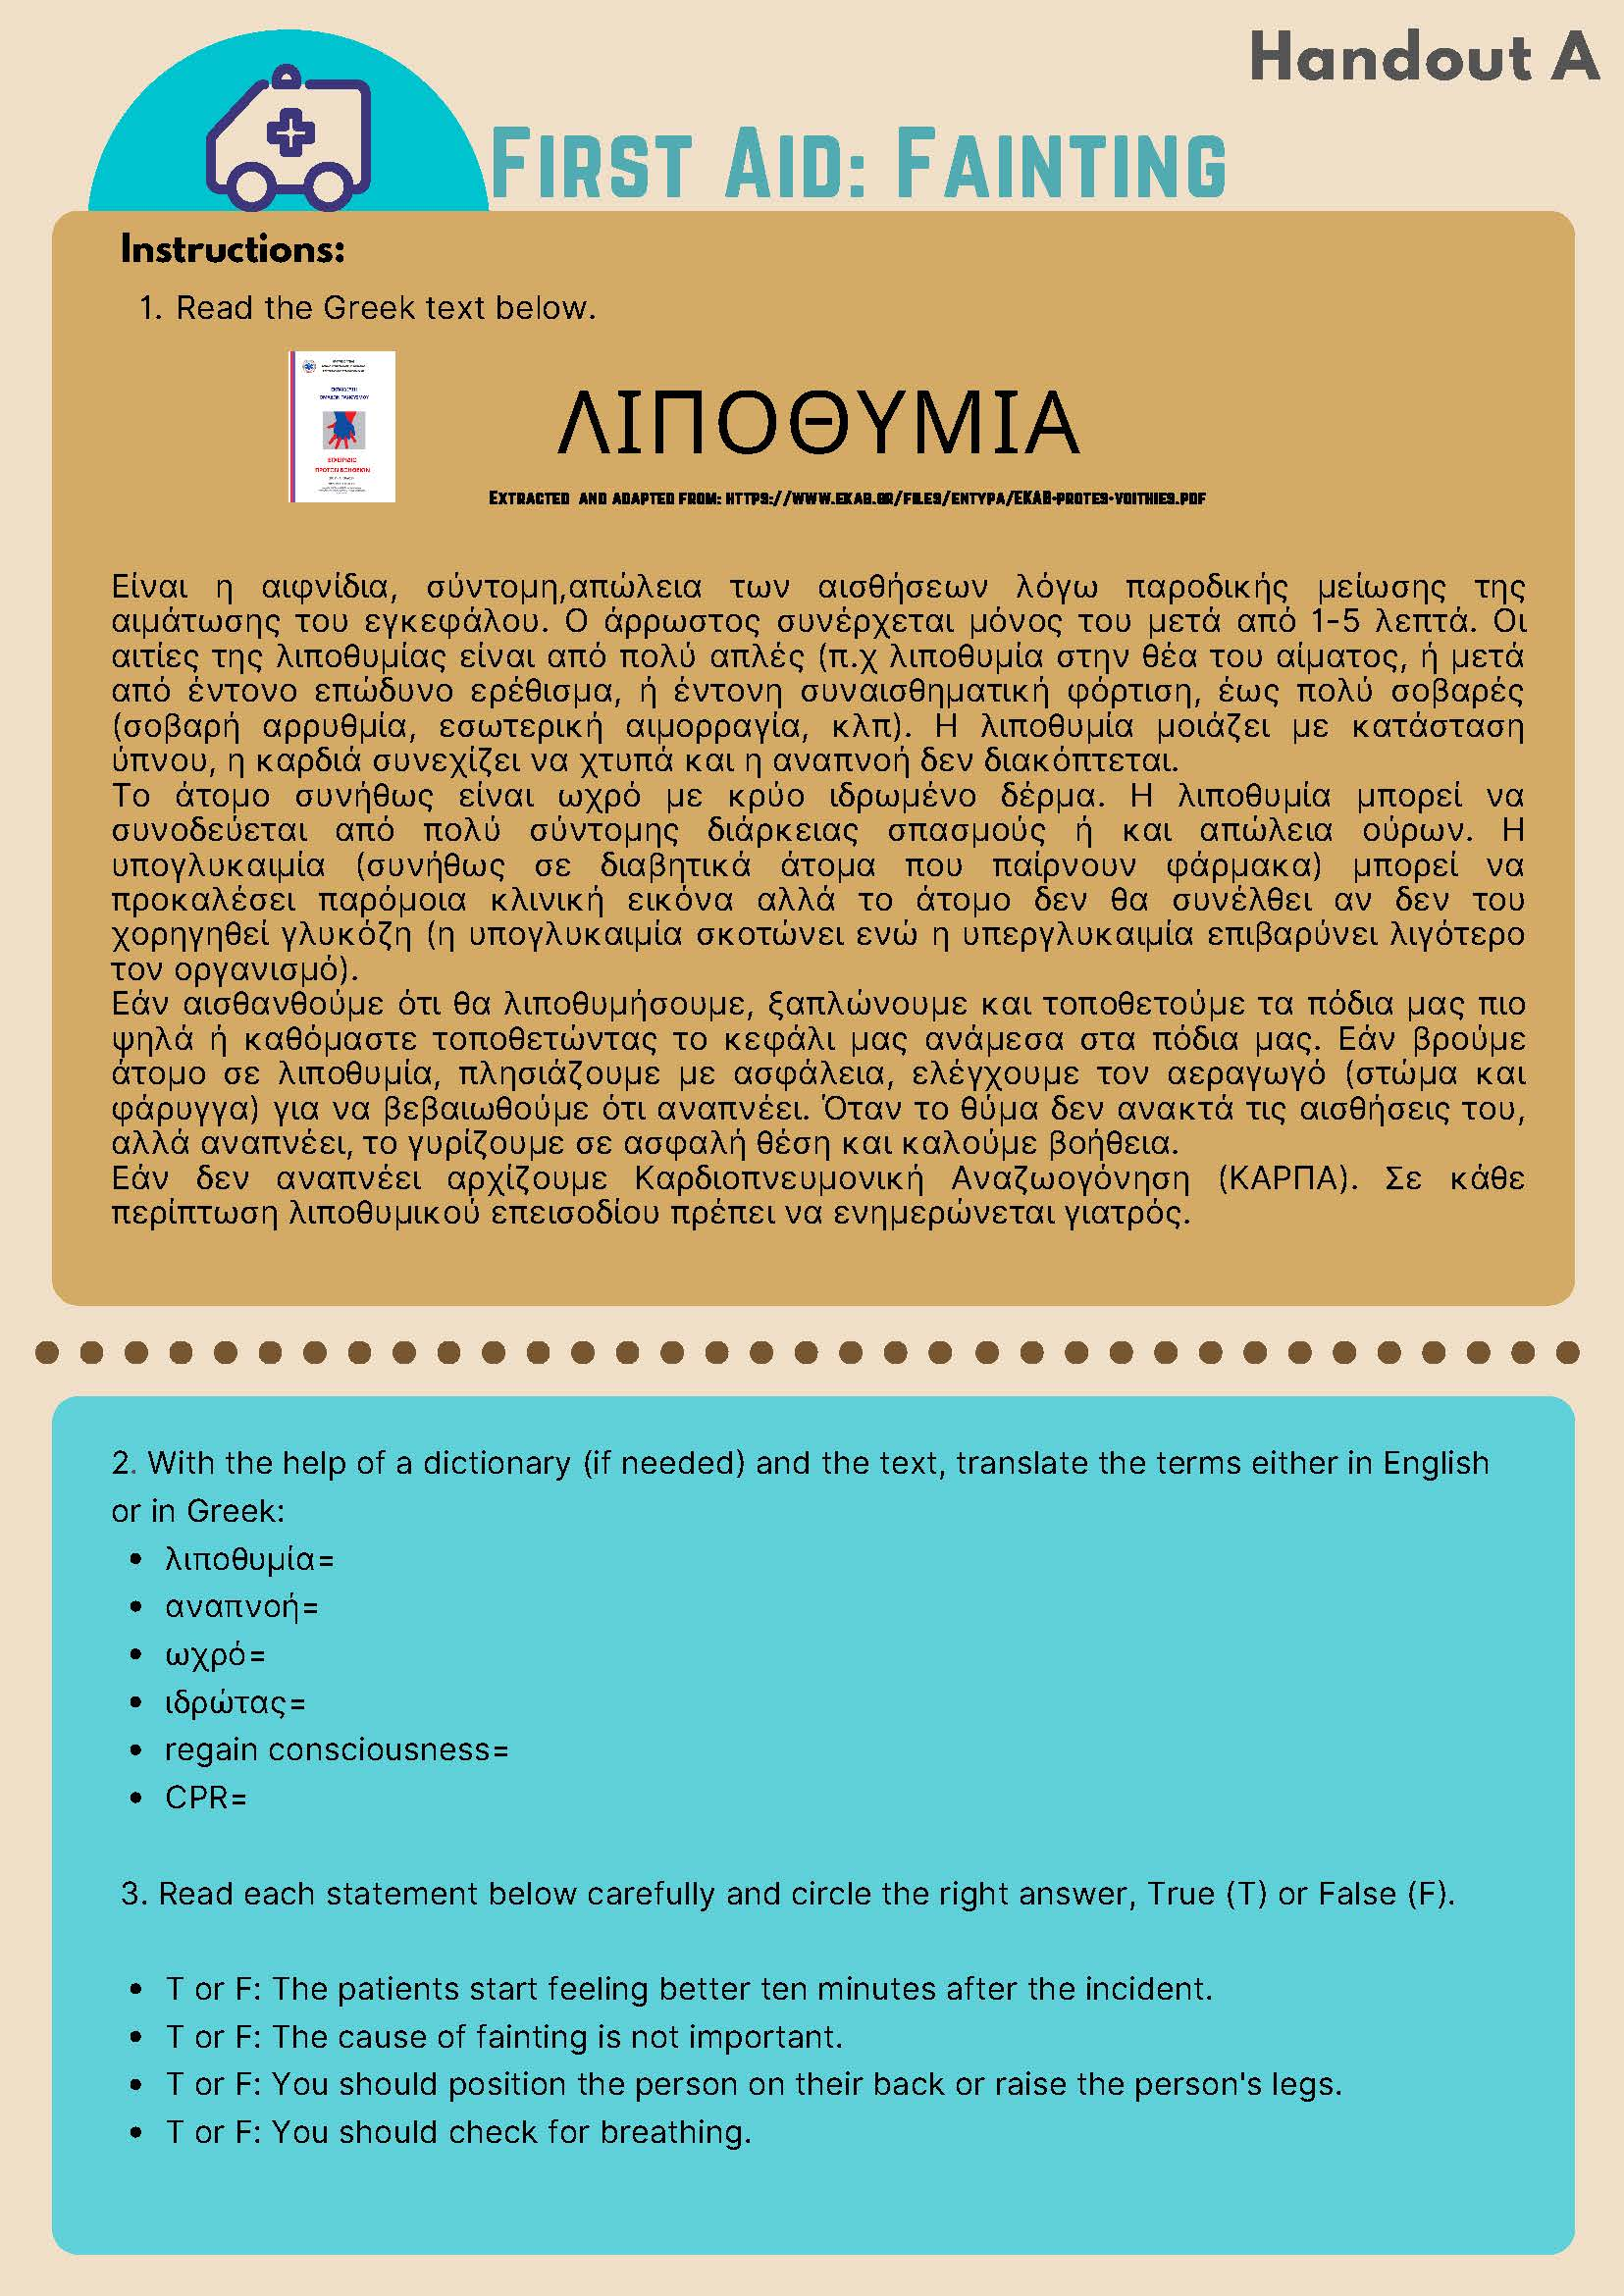 Handout A
First Aid: Fainting
Instructions:
1. Read the Greek text below.
ΕΚΠΑΙΔΕΥΣΗ
ΟΜΑΔΩΝ ΠΛΗΘΥΣΜΟΥ
ΕΓΧΕΙΡΙΔΙΟ
ΠΡΩΤΩΝ ΒΟΗΘΕΙΩΝ
ΛΙΠΟΘΥΜΙΑ
Extracted and adapted from: https://www.ekab.gr/files/entypa/EKAB-protes-voithies.pdf
Είναι η αιφνίδια, σύντομη,απώλεια των αισθήσεων λόγω παροδικής μείωσης της
αιμάτωσης του εγκεφάλου. Ο άρρωστος συνέρχεται μόνος του μετά από 1-5 λεπτά. Οι
αιτίες της λιποθυμίας είναι από πολύ απλές (π.χ λιποθυμία στην θέα του αίματος, ή μετά
από έντονο επώδυνο ερέθισμα, ή έντονη συναισθηματική φόρτιση, έως πολύ σοβαρές
(σοβαρή αρρυθμία, εσωτερική αιμορραγία, κλπ). Η λιποθυμία μοιάζει με κατάσταση
ύπνου, η καρδιά συνεχίζει να χτυπά και η αναπνοή δεν διακόπτεται.
Το άτομο συνήθως είναι ωχρό με κρύο ιδρωμένο δέρμα. Η λιποθυμία μπορεί να
συνοδεύεται από πολύ σύντομης διάρκειας σπασμούς ή και απώλεια ούρων. Η
υπογλυκαιμία (συνήθως σε διαβητικά άτομα που παίρνουν φάρμακα) μπορεί να
προκαλέσει παρόμοια κλινική εικόνα αλλά το άτομο δεν θα συνέλθει αν δεν του
χορηγηθεί γλυκόζη (η υπογλυκαιμία σκοτώνει ενώ η υπεργλυκαιμία επιβαρύνει λιγότερο
τον οργανισμό).
Εάν αισθανθούμε ότι θα λιποθυμήσουμε, ξαπλώνουμε και τοποθετούμε τα πόδια μας πιο
ψηλά ή καθόμαστε τοποθετώντας το κεφάλι μας ανάμεσα στα πόδια μας. Εάν βρούμε
άτομο σε λιποθυμία, πλησιάζουμε με ασφάλεια, ελέγχουμε τον αεραγωγό (στώμα και
φάρυγγα) για να βεβαιωθούμε ότι αναπνέει. Όταν το θύμα δεν ανακτά τις αισθήσεις του,
αλλά αναπνέει, το γυρίζουμε σε ασφαλή θέση και καλούμε βοήθεια.
Εάν δεν αναπνέει αρχίζουμε Καρδιοπνευμονική Αναζωογόνηση (ΚΑΡΠΑ). Σε κάθε
περίπτωση λιποθυμικού επεισοδίου πρέπει να ενημερώνεται γιατρός.
2. With the help of a dictionary (if needed) and the text, translate the terms either in English
or in Greek:
• λιποθυμία=
• αναπνοή=
• ωχρό=
• ιδρώτας=
• regain consciousness=
• CPR=
3. Read each statement below carefully and circle the right answer, True (T) or False (F).
• T or F: The patients start feeling better ten minutes after the incident.
• T or F: The cause of fainting is not important.
• T or F: You should position the person on their back or raise the person's legs.
• T or F: You should check for breathing.